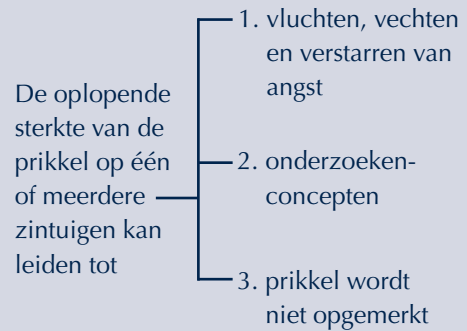 De oplopende
sterkte van de
prikkel op één
of meerdere
zintuigen kan
leiden tot
1. vluchten, vechten
en verstarren van
angst
2. onderzoeken-
concepten
3. prikkel wordt
niet opgemerkt